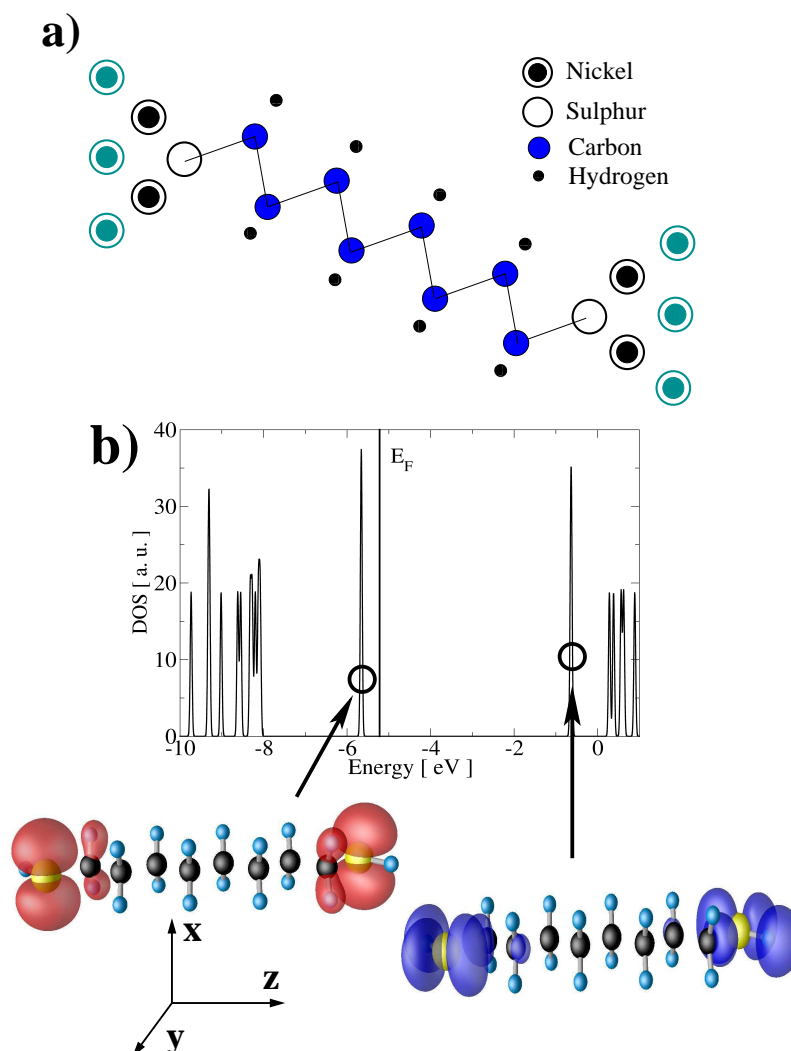 a)
Nickel
Sulphur
Carbon
Hydrogen
b)
40
30
20
10
0
DOS [ a. u. ]
E_F
-10
-8
-6
-4
-2
0
Energy [ eV ]
x
z
y